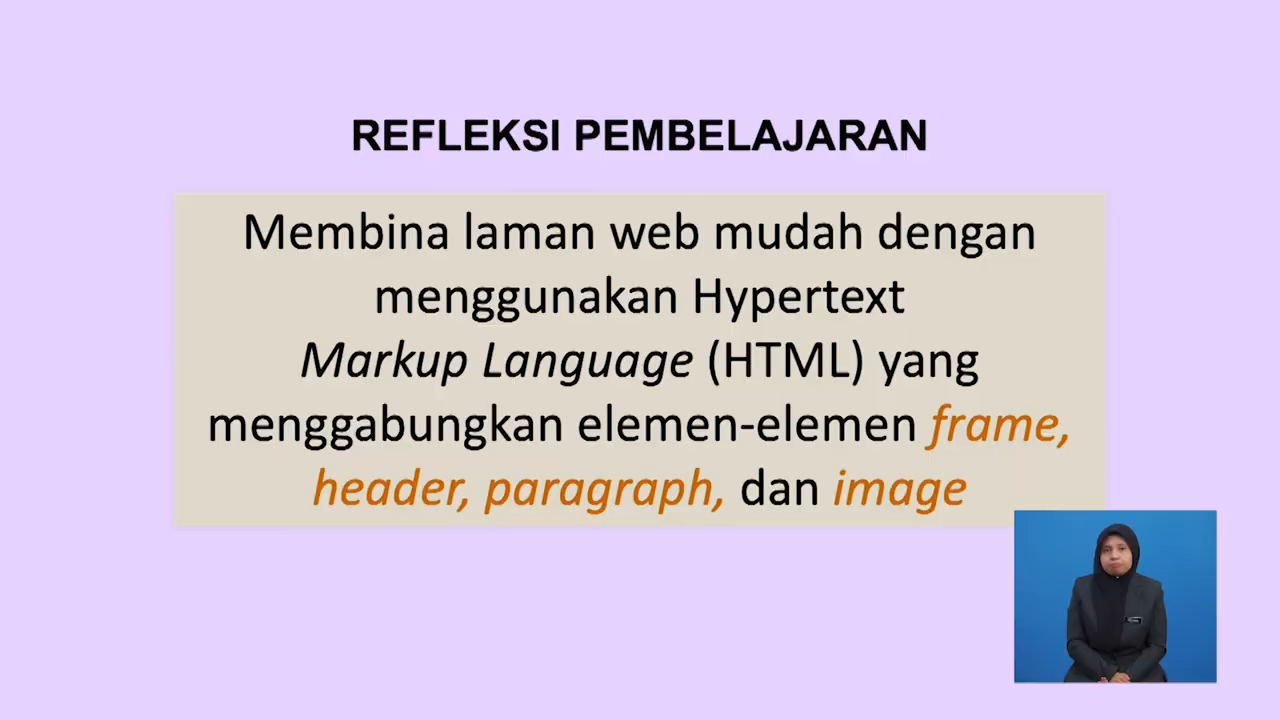 REFLEKSI PEMBELAJARAN
Membina laman web mudah dengan
menggunakan Hypertext
Markup Language (HTML) yang
menggabungkan elemen-elemen frame,
header, paragraph, dan image